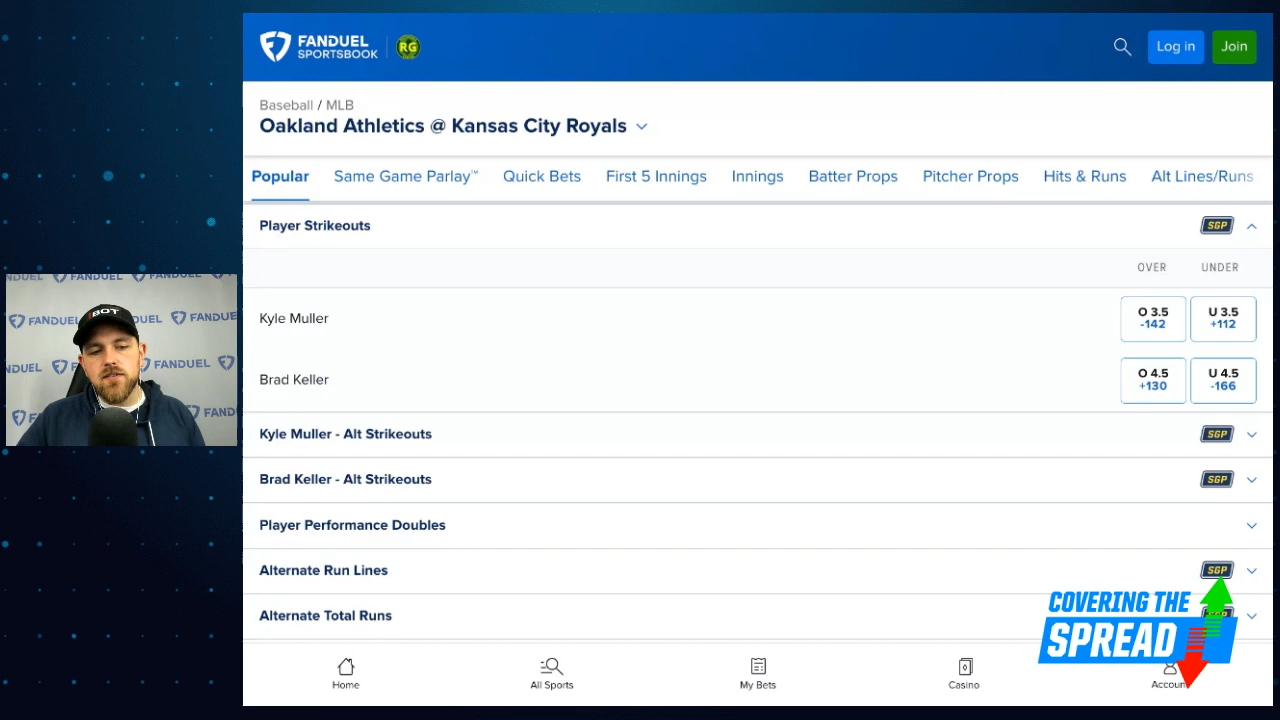 FANDUEL
SPORTSBOOK
RG
Log in
Join
Baseball / MLB
Oakland Athletics @ Kansas City Royals
Popular
Same Game Parlay™
Quick Bets
First 5 Innings
Innings
Batter Props
Pitcher Props
Hits & Runs
Alt Lines/Runs
Player Strikeouts
SGP
OVER
UNDER
Kyle Muller
O 3.5
-142
U 3.5
+112
Brad Keller
O 4.5
+130
U 4.5
-166
Kyle Muller - Alt Strikeouts
SGP
Brad Keller - Alt Strikeouts
SGP
Player Performance Doubles
Alternate Run Lines
SGP
Alternate Total Runs
COVERING THE
SPREAD
Home
All Sports
My Bets
Casino
Account
FANDUEL
FANDUEL
FANDUEL
FANDUEL